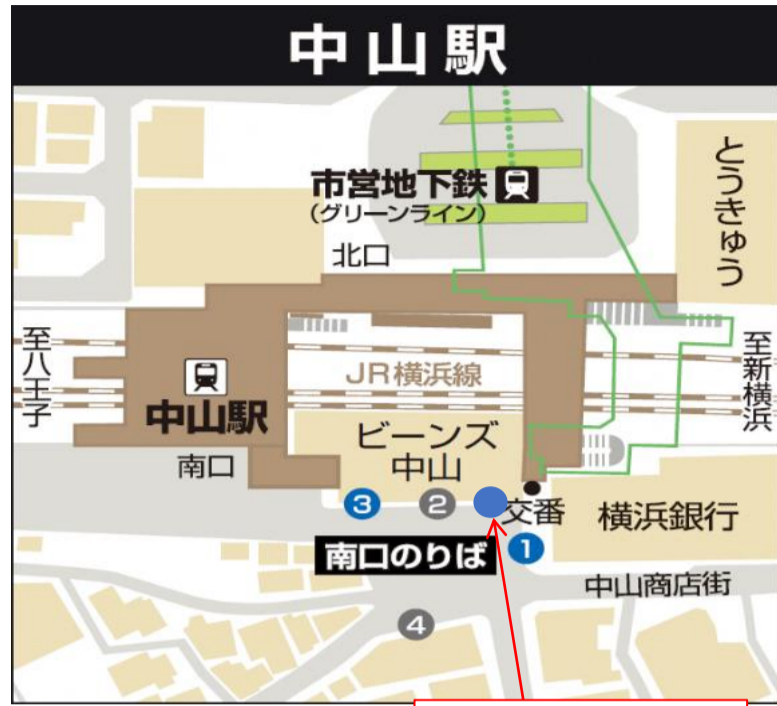 中山駅
市営地下鉄
(グリーンライン)
とうきゅう
北口
至八王子
JR横浜線
至新横浜
中山駅
ビーンズ
中山
南口
3
2
交番
横浜銀行
1
南口のりば
中山商店街
4